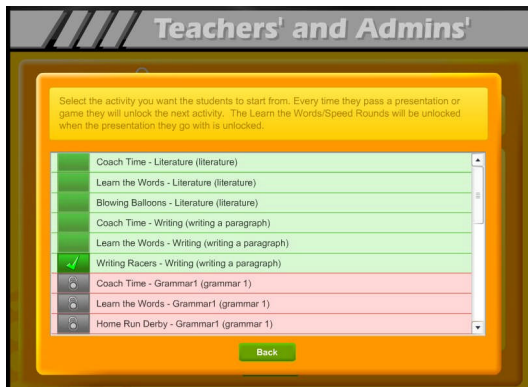 Teachers' and Admins'
Select the activity you want the students to start from. Every time they pass a presentation or
game they will unlock the next activity. The Learn the Words/Speed Rounds will be unlocked
when the presentation they go with is unlocked.
Coach Time - Literature (literature)
Learn the Words - Literature (literature)
Blowing Balloons - Literature (literature)
Coach Time - Writing (writing a paragraph)
Learn the Words - Writing (writing a paragraph)
Writing Racers - Writing (writing a paragraph)
Coach Time - Grammar1 (grammar 1)
Learn the Words - Grammar1 (grammar 1)
Home Run Derby - Grammar1 (grammar 1)
Back